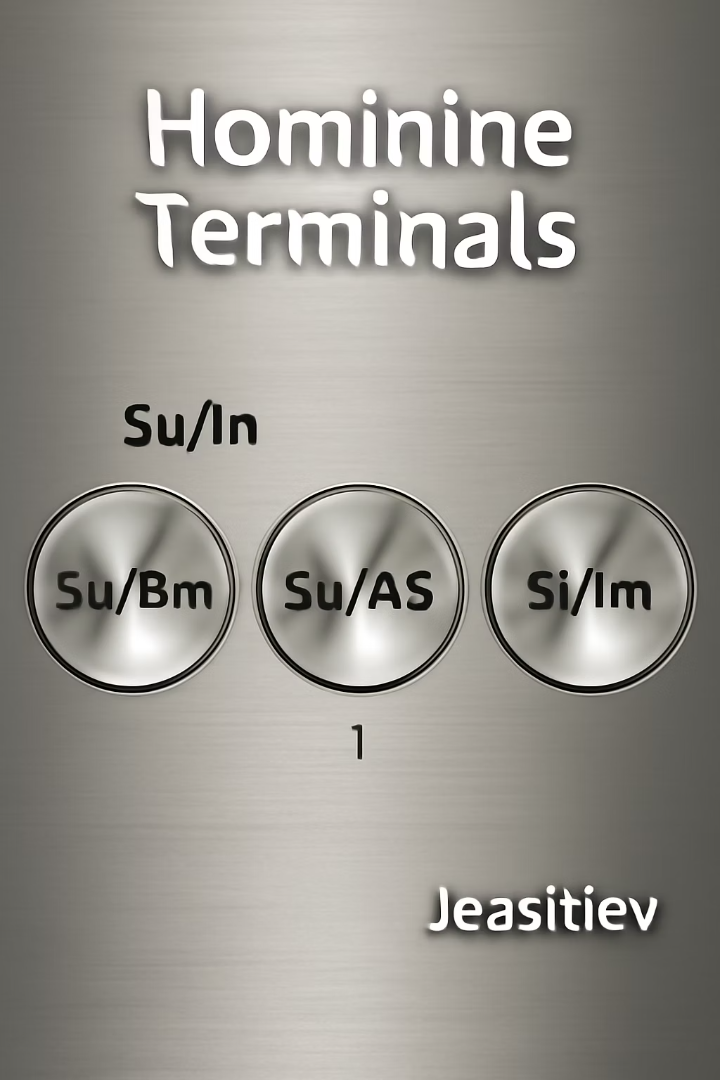 Hominine
Terminals
Su/In
Su/Bm Su/AS Si/Im
1
Jeasitiev